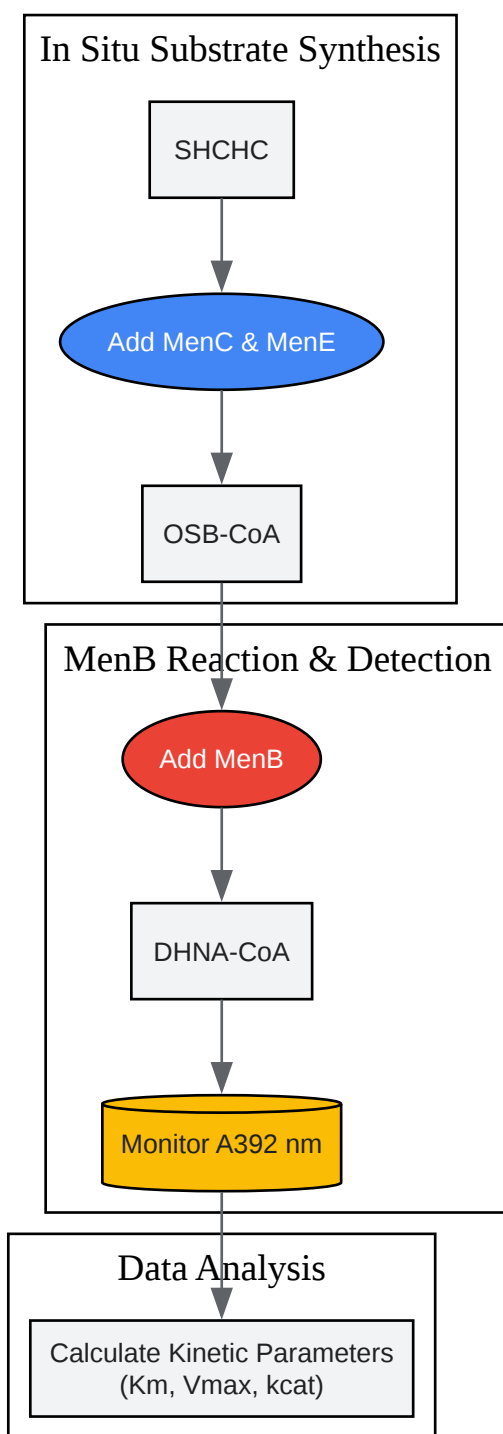 In Situ Substrate Synthesis
SHCHC
Add MenC & MenE
OSB-CoA
MenB Reaction & Detection
Add MenB
DHNA-CoA
Monitor A392 nm
Data Analysis
Calculate Kinetic Parameters
(Km, Vmax, kcat)